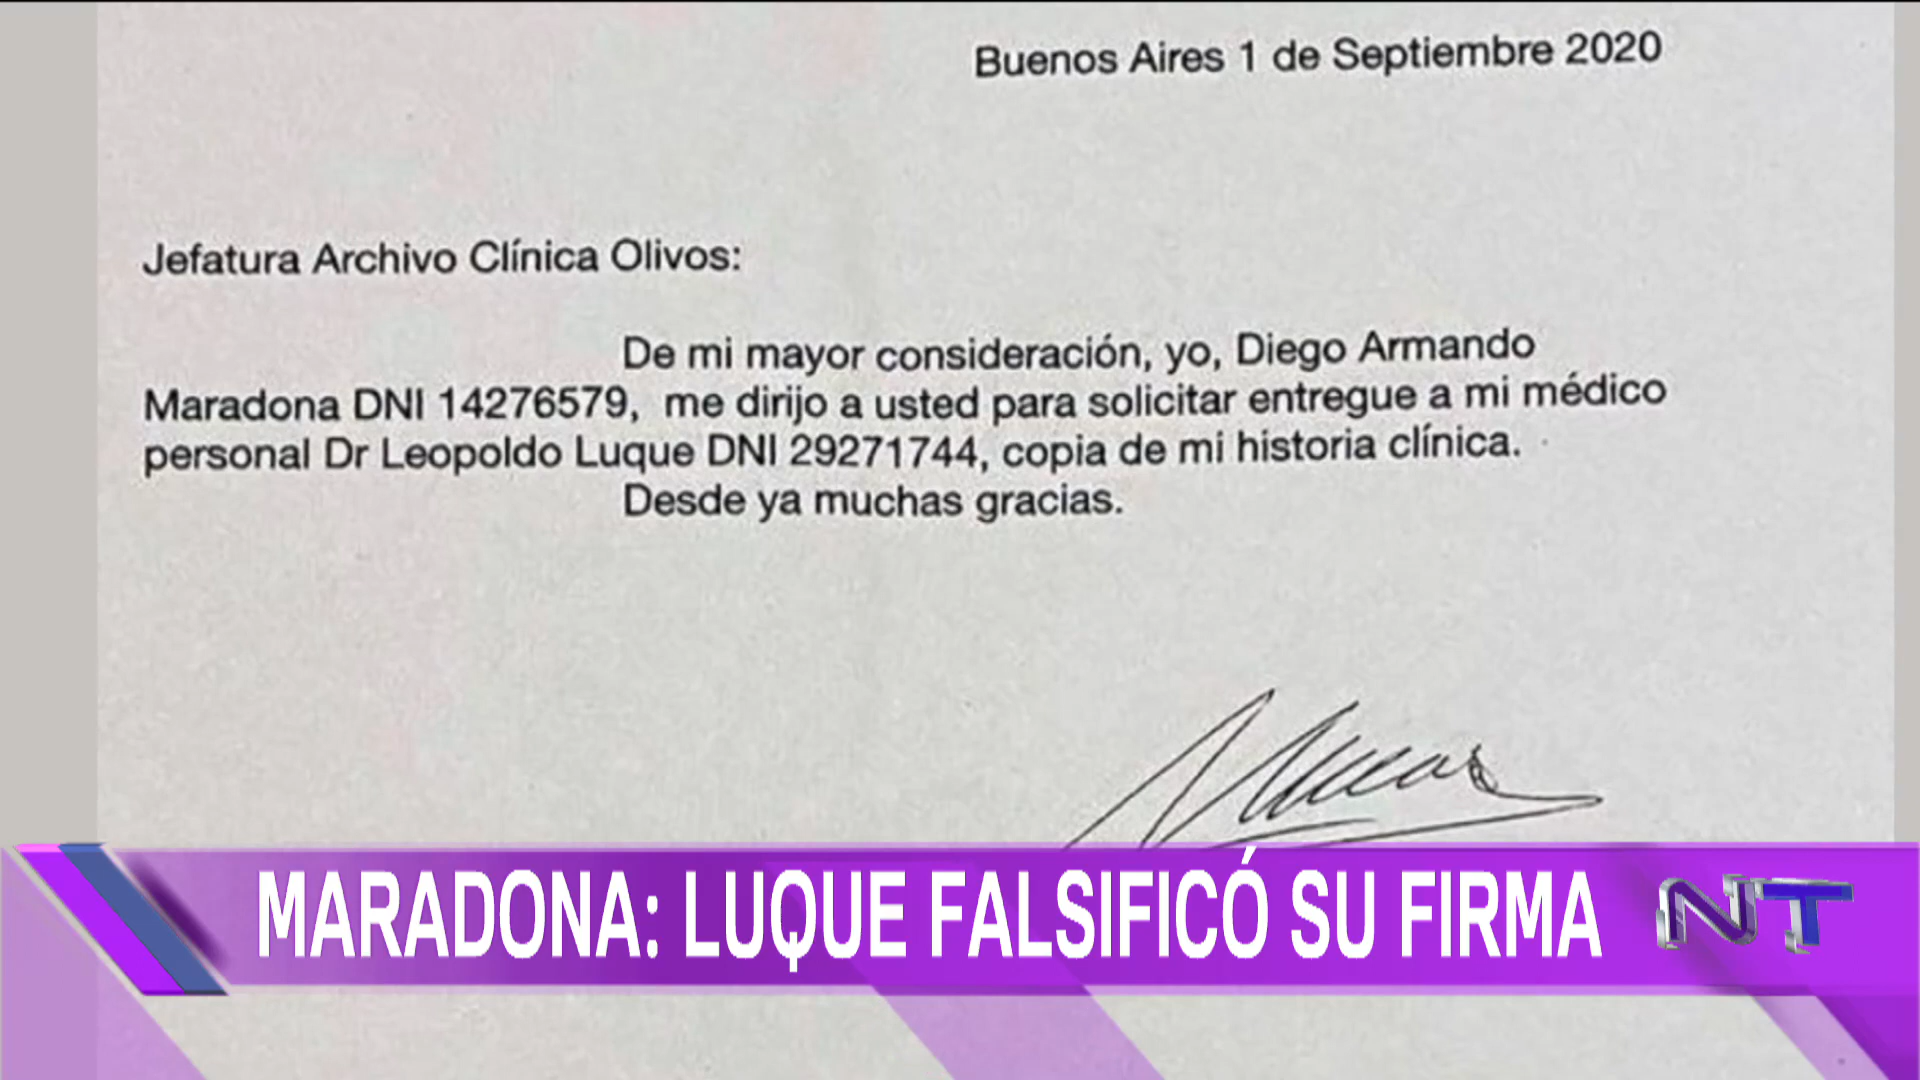 Buenos Aires 1 de Septiembre 2020
Jefatura Archivo Clínica Olivos:
De mi mayor consideración, yo, Diego Armando
Maradona DNI 14276579, me dirijo a usted para solicitar entregue a mi médico
personal Dr Leopoldo Luque DNI 29271744, copia de mi historia clínica.
Desde ya muchas gracias.
MARADONA: LUQUE FALSIFICÓ SU FIRMA
NT